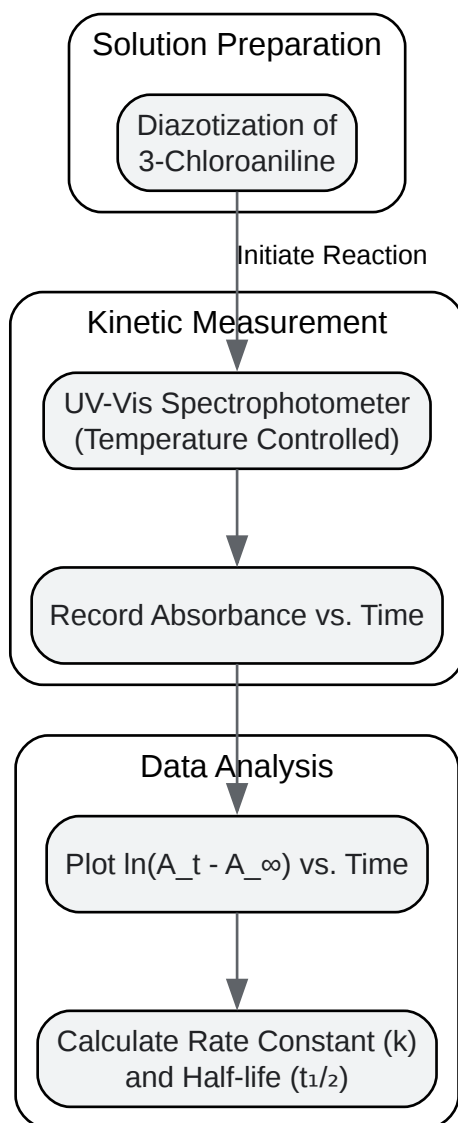 Solution Preparation
Diazotization of
3-Chloroaniline
Initiate Reaction
Kinetic Measurement
UV-Vis Spectrophotometer
(Temperature Controlled)
Record Absorbance vs. Time
Data Analysis
Plot ln(A_t - A_∞) vs. Time
Calculate Rate Constant (k)
and Half-life (t₁/₂)